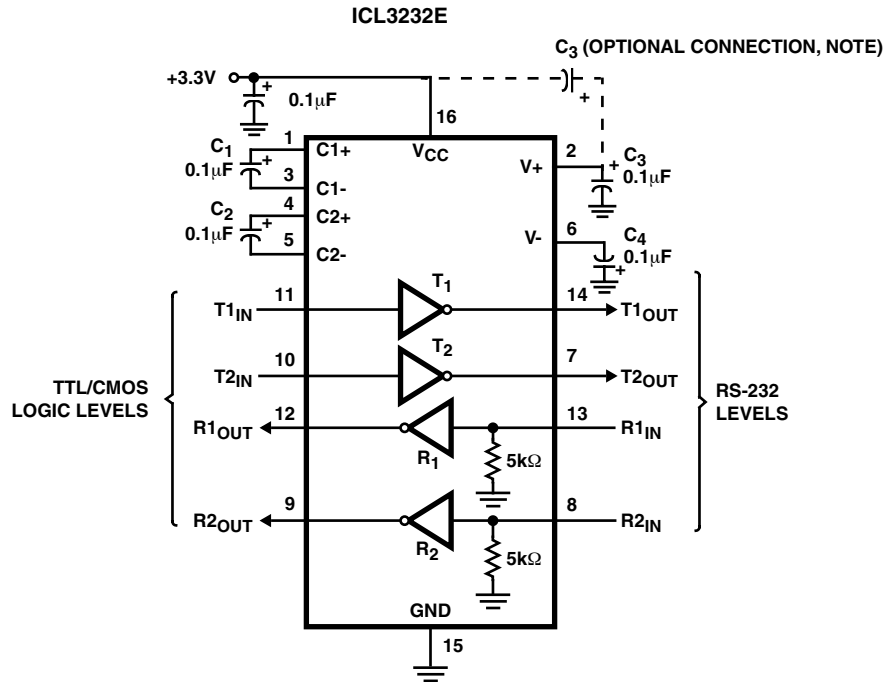 ICL3232E
C3 (OPTIONAL CONNECTION, NOTE)
+3.3V
+
0.1μF
+
16
1
C1+
VCC
C1
0.1μF
+
3
C1-
2
V+
+
C3
0.1μF
4
C2+
C2
0.1μF
+
5
C2-
6
V-
C4
0.1μF
+
T1IN
11
T1
14
T1OUT
T2IN
10
T2
7
T2OUT
TTL/CMOS
LOGIC LEVELS
RS-232
LEVELS
R1OUT
12
R1
13
R1IN
5kΩ
R2OUT
9
R2
8
R2IN
5kΩ
GND
15